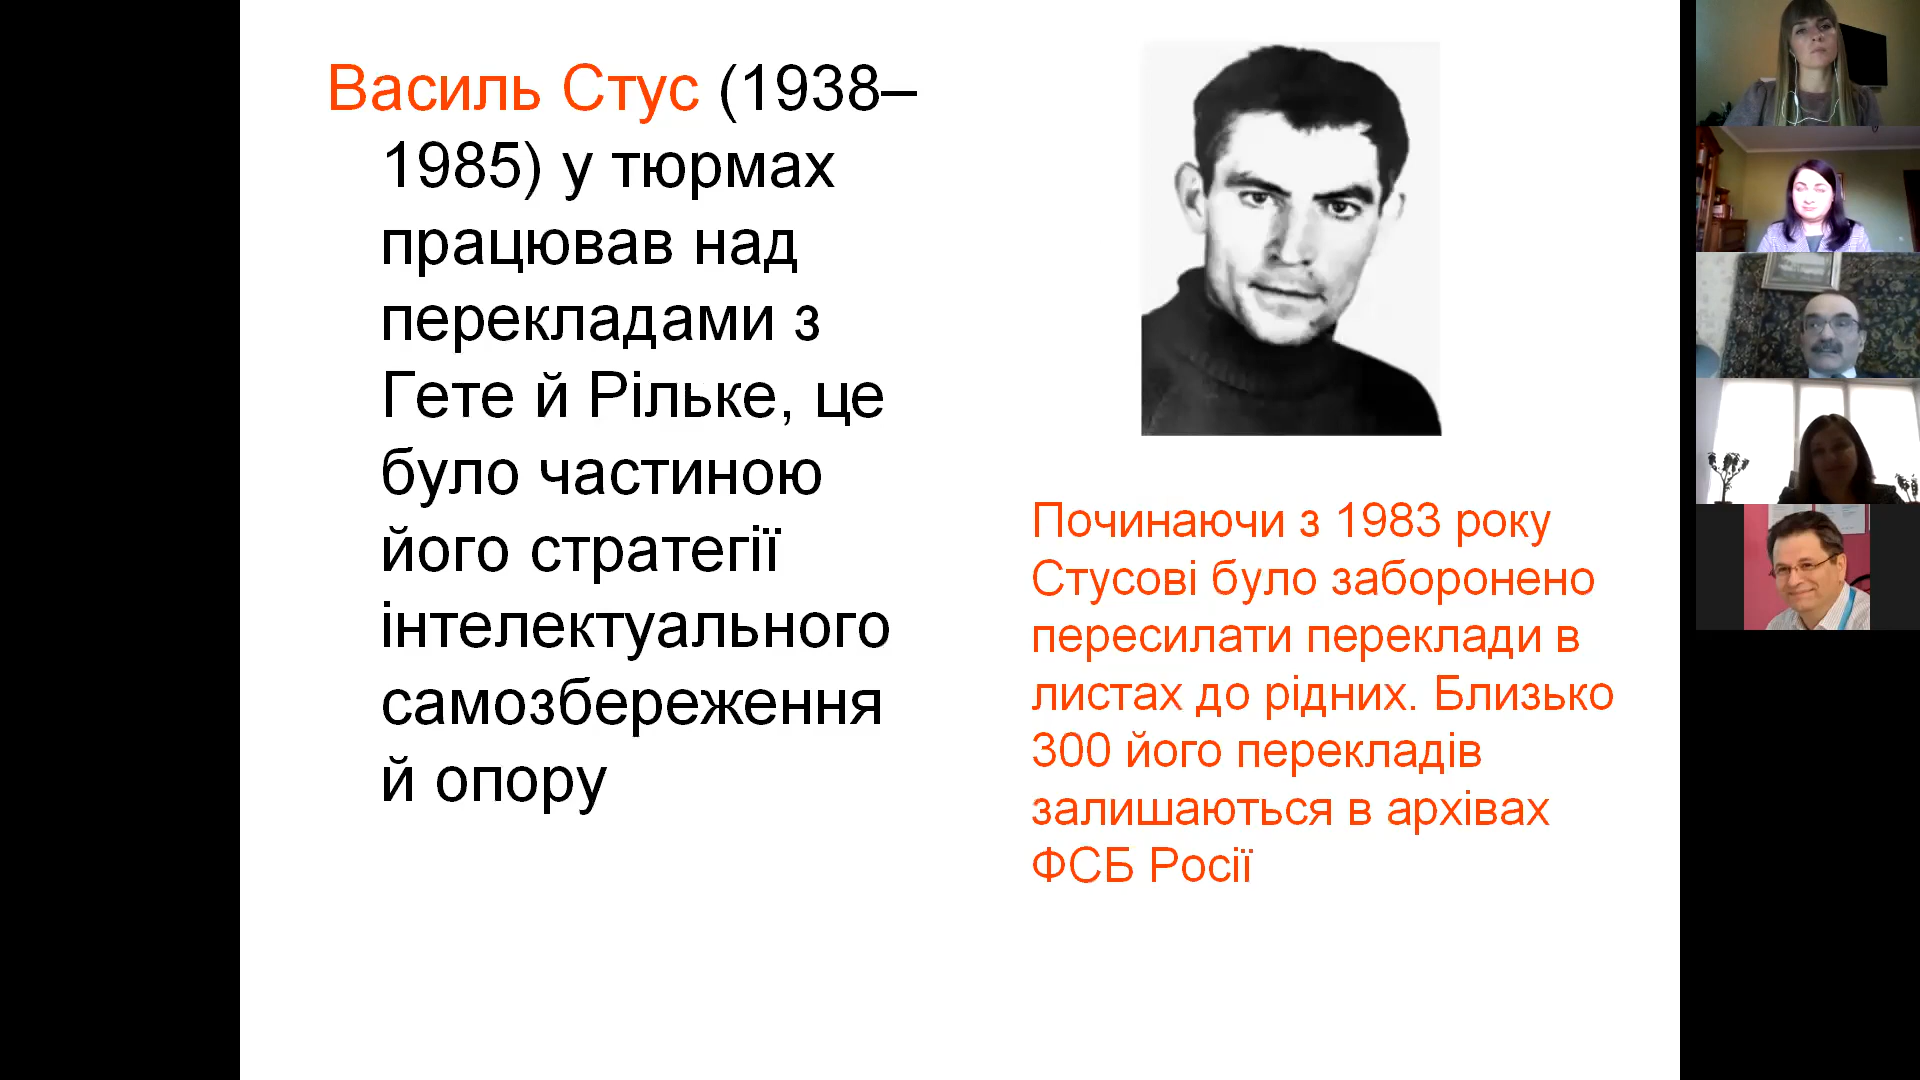 Василь Стус (1938–
1985) у тюрмах
працював над
перекладами з
Гете й Рільке, це
було частиною
його стратегії
інтелектуального
самозбереження
й опору
Починаючи з 1983 року
Стусові було заборонено
пересилати переклади в
листах до рідних. Близько
300 його перекладів
залишаються в архівах
ФСБ Росії